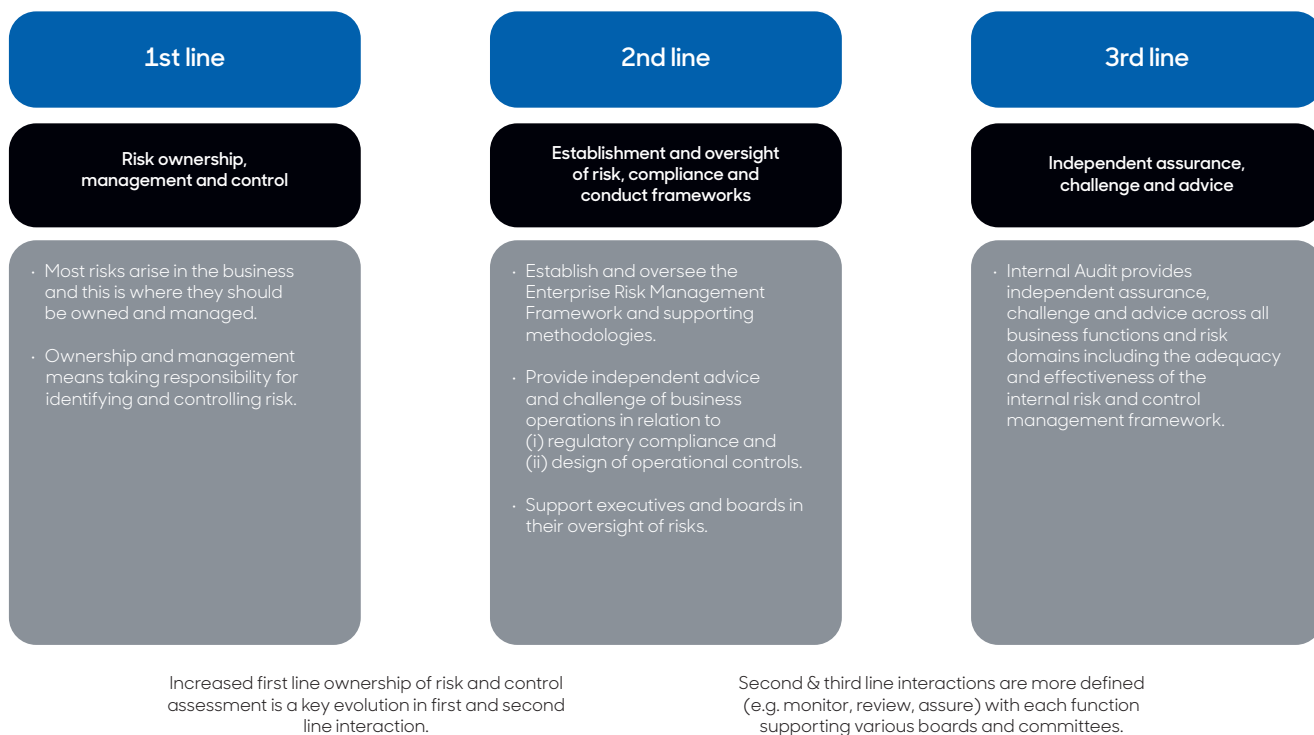 1st line
Risk ownership,
management and control
· Most risks arise in the business
and this is where they should
be owned and managed.
· Ownership and management
means taking responsibility for
identifying and controlling risk.
2nd line
Establishment and oversight
of risk, compliance and
conduct frameworks
· Establish and oversee the
Enterprise Risk Management
Framework and supporting
methodologies.
· Provide independent advice
and challenge of business
operations in relation to
(i) regulatory compliance and
(ii) design of operational controls.
· Support executives and boards in
their oversight of risks.
3rd line
Independent assurance,
challenge and advice
· Internal Audit provides
independent assurance,
challenge and advice across all
business functions and risk
domains including the adequacy
and effectiveness of the
internal risk and control
management framework.
Increased first line ownership of risk and control
assessment is a key evolution in first and second
line interaction.
Second & third line interactions are more defined
(e.g. monitor, review, assure) with each function
supporting various boards and committees.